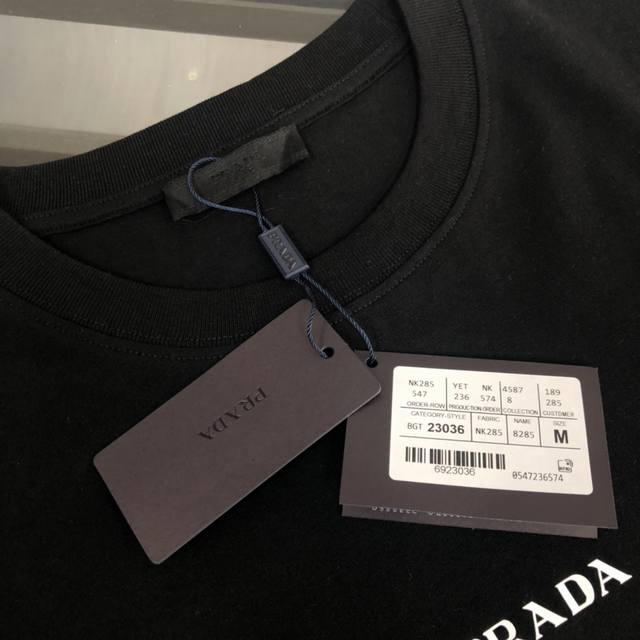 PRADA
PRADA
NK285 YET NK 4587 189
547 236 574 8 285
ORDER-ROW PRODUCTION ORDER COLLECTION CUSTOMER
CATEGORY-STYLE FABRIC NAME SIZE
BGT 23036 NK285 8285 M
6923036
0547236574
PRADA